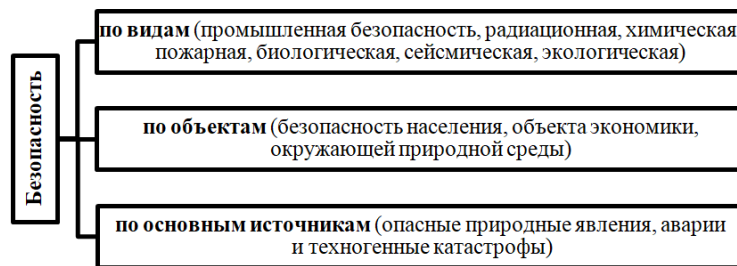 Безопасность
по видам (промышленная безопасность, радиационная, химическая
пожарная, биологическая, сейсмическая, экологическая)
по объектам (безопасность населения, объекта экономики,
окружающей природной среды)
по основным источникам (опасные природные явления, аварии
и техногенные катастрофы)